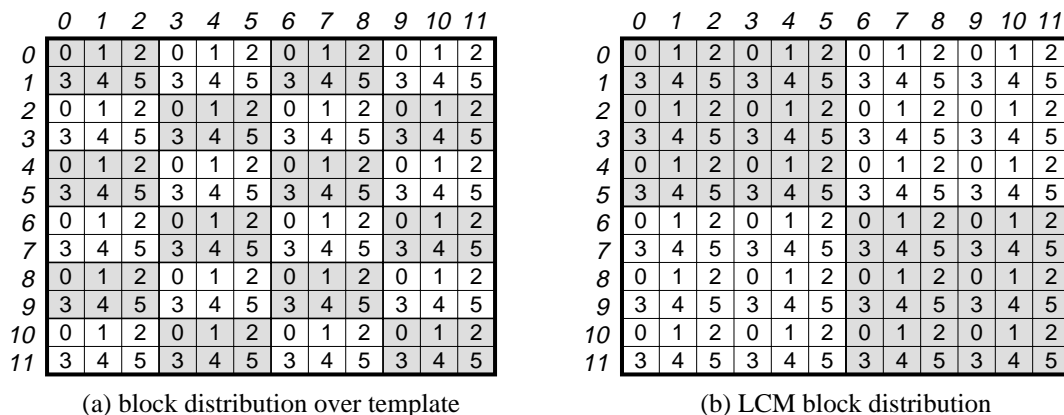 0 1 2 3 4 5 6 7 8 9 10 11 0 1 2 3 4 5 6 7 8 9 10 11
0 0 1 2 0 1 2 0 1 2 0 1 2 0 0 1 2 0 1 2 0 1 2 0 1 2
1 3 4 5 3 4 5 3 4 5 3 4 5 1 3 4 5 3 4 5 3 4 5 3 4 5
2 0 1 2 0 1 2 0 1 2 0 1 2 2 0 1 2 0 1 2 0 1 2 0 1 2
3 3 4 5 3 4 5 3 4 5 3 4 5 3 3 4 5 3 4 5 3 4 5 3 4 5
4 0 1 2 0 1 2 0 1 2 0 1 2 4 0 1 2 0 1 2 0 1 2 0 1 2
5 3 4 5 3 4 5 3 4 5 3 4 5 5 3 4 5 3 4 5 3 4 5 3 4 5
6 0 1 2 0 1 2 0 1 2 0 1 2 6 0 1 2 0 1 2 0 1 2 0 1 2
7 3 4 5 3 4 5 3 4 5 3 4 5 7 3 4 5 3 4 5 3 4 5 3 4 5
8 0 1 2 0 1 2 0 1 2 0 1 2 8 0 1 2 0 1 2 0 1 2 0 1 2
9 3 4 5 3 4 5 3 4 5 3 4 5 9 3 4 5 3 4 5 3 4 5 3 4 5
10 0 1 2 0 1 2 0 1 2 0 1 2 10 0 1 2 0 1 2 0 1 2 0 1 2
11 3 4 5 3 4 5 3 4 5 3 4 5 11 3 4 5 3 4 5 3 4 5 3 4 5
(a) block distribution over template (b) LCM block distribution